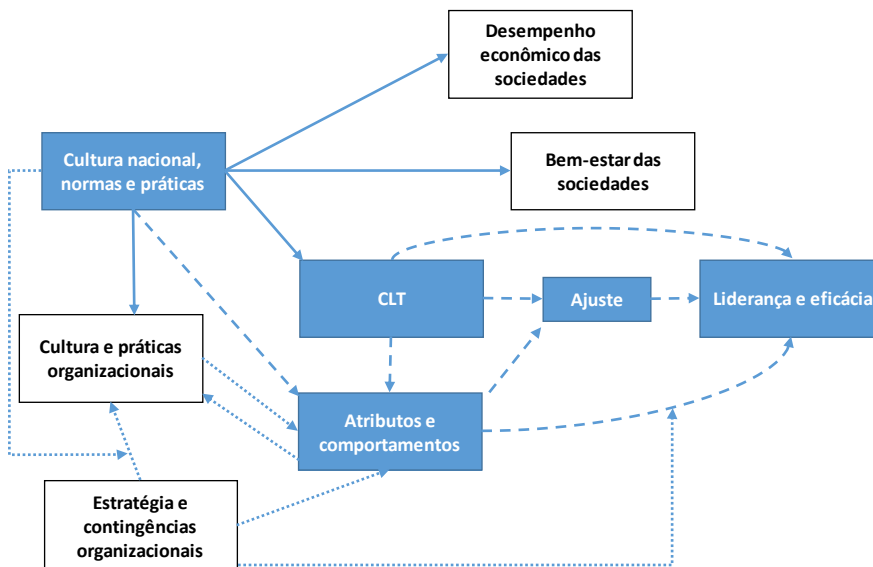 Desempenho
econômico das
sociedades
Cultura nacional,
normas e práticas
Bem-estar das
sociedades
CLT
Ajuste
Liderança e eficácia
Cultura e práticas
organizacionais
Atributos e
comportamentos
Estratégia e
contingências
organizacionais